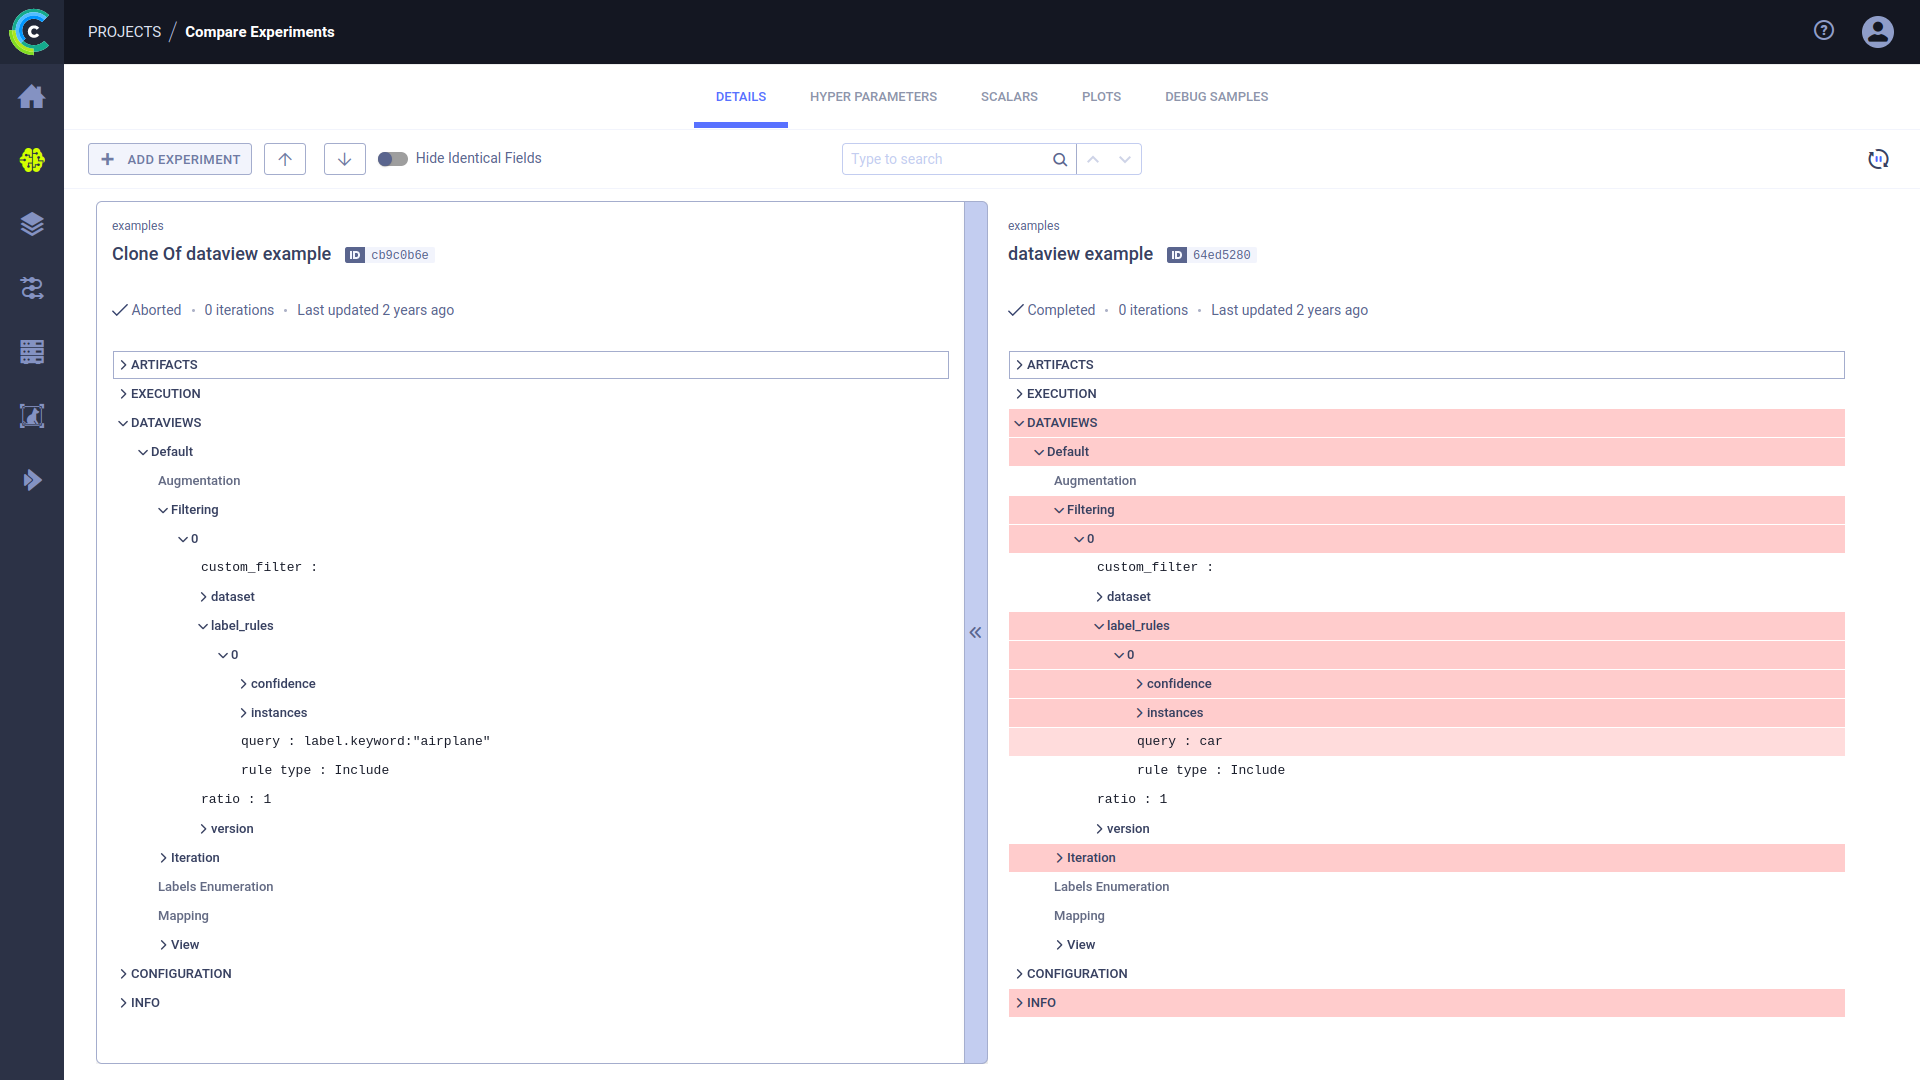 PROJECTS / Compare Experiments
DETAILS
HYPER PARAMETERS
SCALARS
PLOTS
DEBUG SAMPLES
ADD EXPERIMENT
Hide Identical Fields
Type to search
examples
Clone Of dataview example ID cb9c0b6e
Aborted • 0 iterations • Last updated 2 years ago
ARTIFACTS
EXECUTION
DATAVIEWS
Default
Augmentation
Filtering
0
custom_filter :
dataset
label_rules
0
confidence
instances
query : label.keyword:"airplane"
rule type : Include
ratio : 1
version
Iteration
Labels Enumeration
Mapping
View
CONFIGURATION
INFO
examples
dataview example ID 64ed5280
Completed • 0 iterations • Last updated 2 years ago
ARTIFACTS
EXECUTION
DATAVIEWS
Default
Augmentation
Filtering
0
custom_filter :
dataset
label_rules
0
confidence
instances
query : car
rule type : Include
ratio : 1
version
Iteration
Labels Enumeration
Mapping
View
CONFIGURATION
INFO